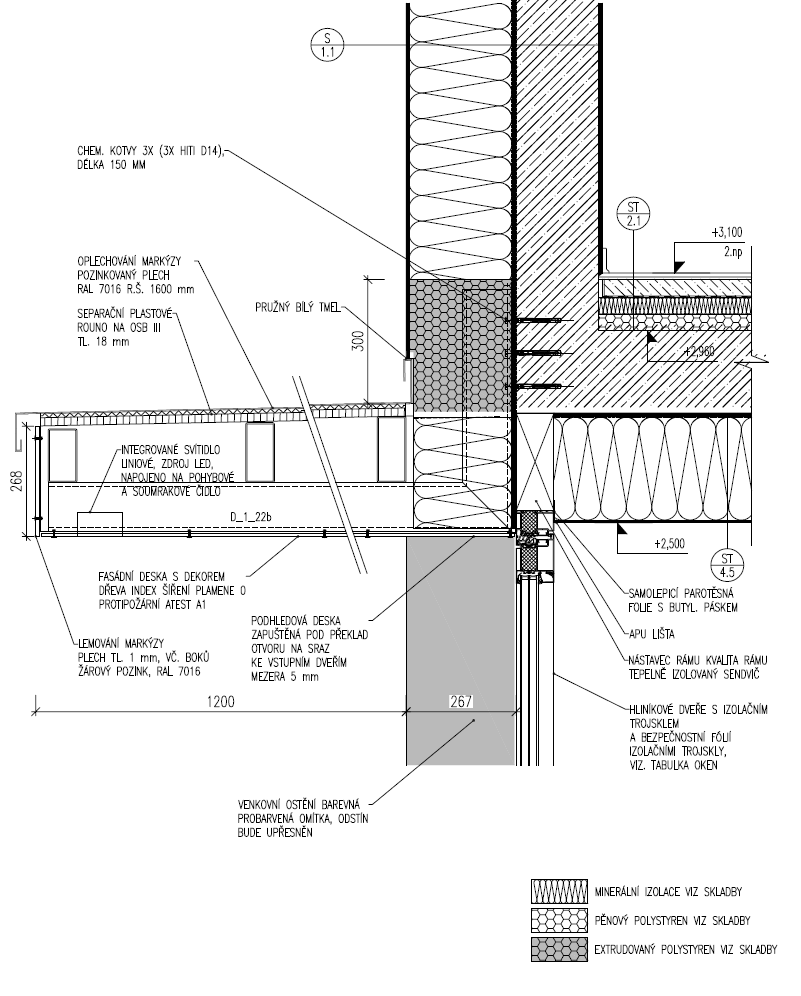 S
1.1
CHEM. KOTVY 3X (3X HITI D14),
DÉLKA 150 MM
ST
2.1
+3,100
2.np
OPLECHOVÁNÍ MARKÝZY
POZINKOVANÝ PLECH
RAL 7016 R.Š. 1600 mm
SEPARAČNÍ PLASTOVÉ
ROUNO NA OSB III
TL. 18 mm
PRUŽNÝ BÍLÝ TMEL
300
+2,960
268
INTEGROVANÉ SVÍTIDLO
LINIOVÉ, ZDROJ LED,
NAPOJENO NA POHYBOVÉ
A SOUMRAKOVÉ ČIDLO
D_1_22b
+2,500
ST
4.5
FASÁDNÍ DESKA S DEKOREM
DŘEVA INDEX ŠÍŘENÍ PLAMENE 0
PROTIPOŽÁRNÍ ATEST A1
PODHLEDOVÁ DESKA
ZAPUŠTĚNÁ POD PŘEKLAD
OTVORU NA SRAZ
KE VSTUPNÍM DVEŘÍM
MEZERA 5 mm
LEMOVÁNÍ MARKÝZY
PLECH TL. 1 mm, VČ. BOKŮ
ŽÁROVÝ POZINK, RAL 7016
SAMOLEPICÍ PAROTĚSNÁ
FOLIE S BUTYL. PÁSKEM
APU LIŠTA
NÁSTAVEC RÁMU KVALITA RÁMU
TEPELNĚ IZOLOVANÝ SENDVIČ
1200
267
HLINÍKOVÉ DVEŘE S IZOLAČNÍM
TROJSKLEM
A BEZPEČNOSTNÍ FÓLIÍ
IZOLAČNÍMI TROJSKLY,
VIZ. TABULKA OKEN
VENKOVNÍ OSTĚNÍ BAREVNÁ
PROBARVENÁ OMÍTKA, ODSTÍN
BUDE UPŘESNĚN
MINERÁLNÍ IZOLACE VIZ SKLADBY
PĚNOVÝ POLYSTYREN VIZ SKLADBY
EXTRUDOVANÝ POLYSTYREN VIZ SKLADBY